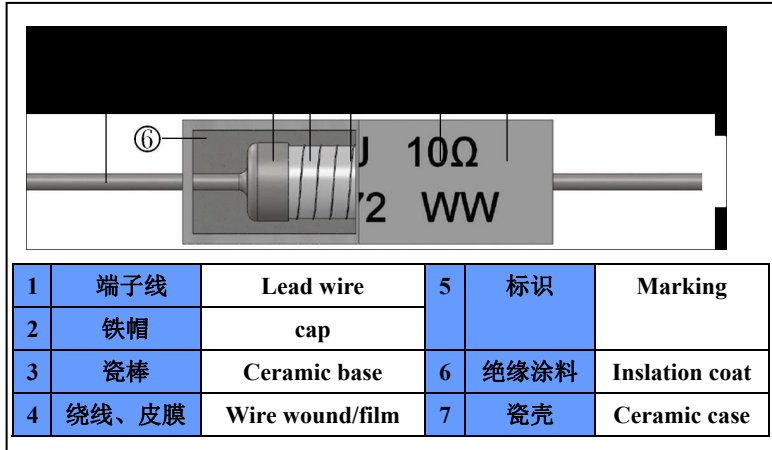 ⑥
J 10Ω
72 WW
1 端子线 Lead wire 5 标识 Marking
2 铁帽 cap
3 瓷棒 Ceramic base 6 绝缘涂料 Inslation coat
4 绕线、皮膜 Wire wound/film 7 瓷壳 Ceramic case